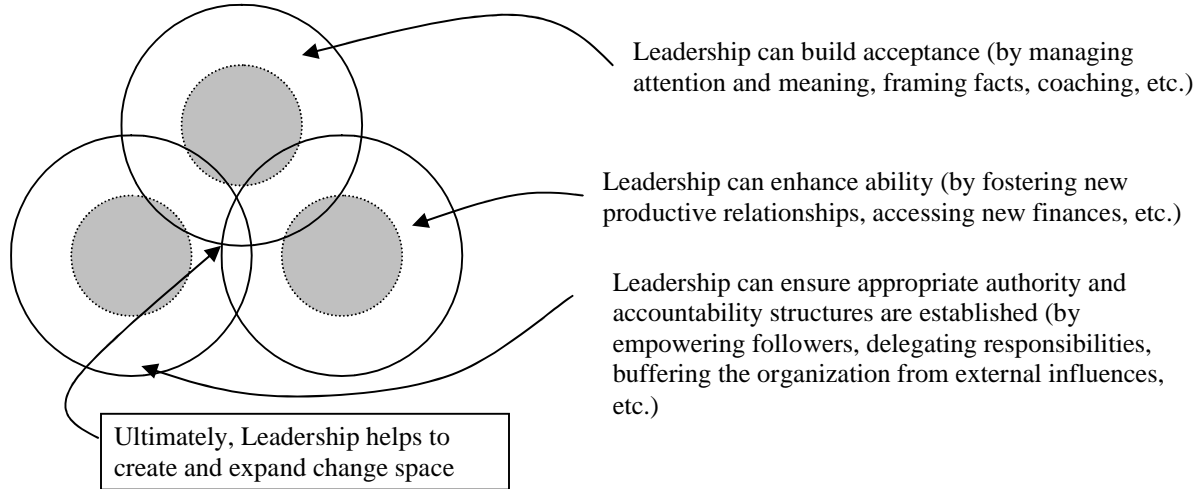 Leadership can build acceptance (by managing
attention and meaning, framing facts, coaching, etc.)
Leadership can enhance ability (by fostering new
productive relationships, accessing new finances, etc.)
Leadership can ensure appropriate authority and
accountability structures are established (by
empowering followers, delegating responsibilities,
buffering the organization from external influences,
etc.)
Ultimately, Leadership helps to
create and expand change space